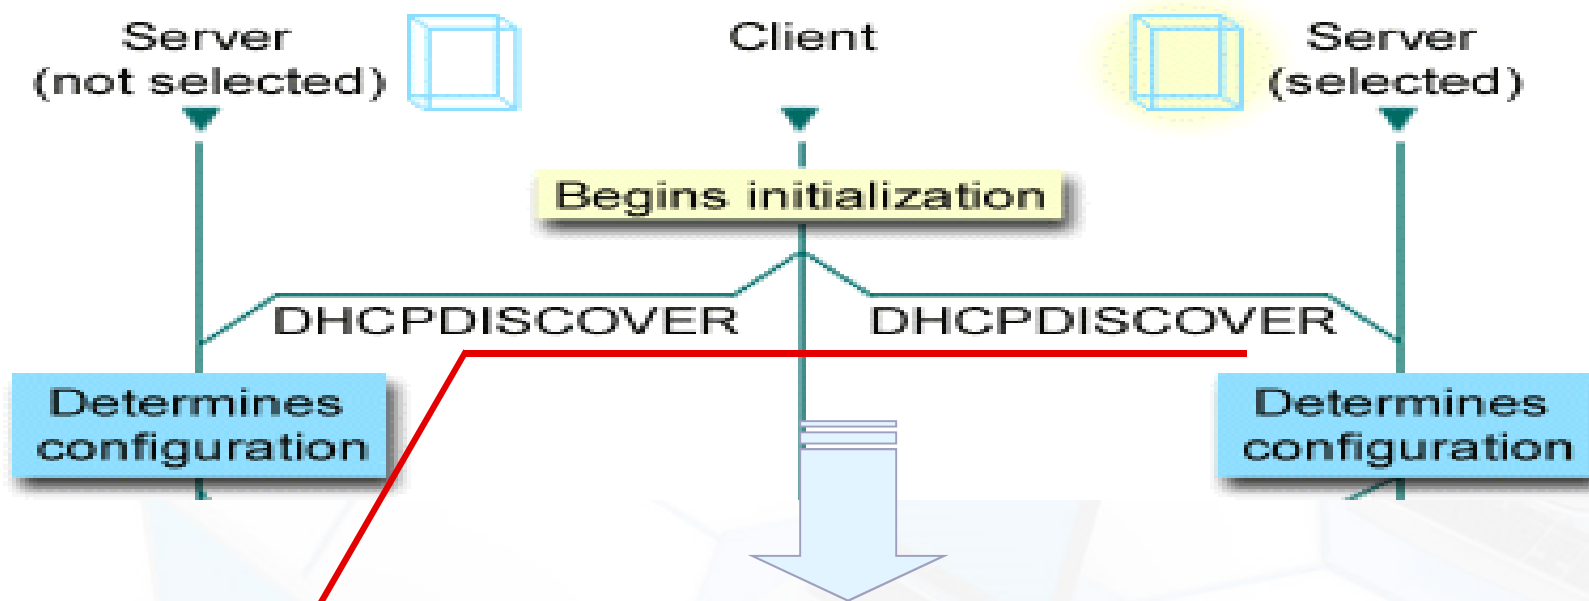 Server
(not selected)
Client
Server
(selected)
Begins initialization
DHCPDISCOVER
DHCPDISCOVER
Determines
configuration
Determines
configuration